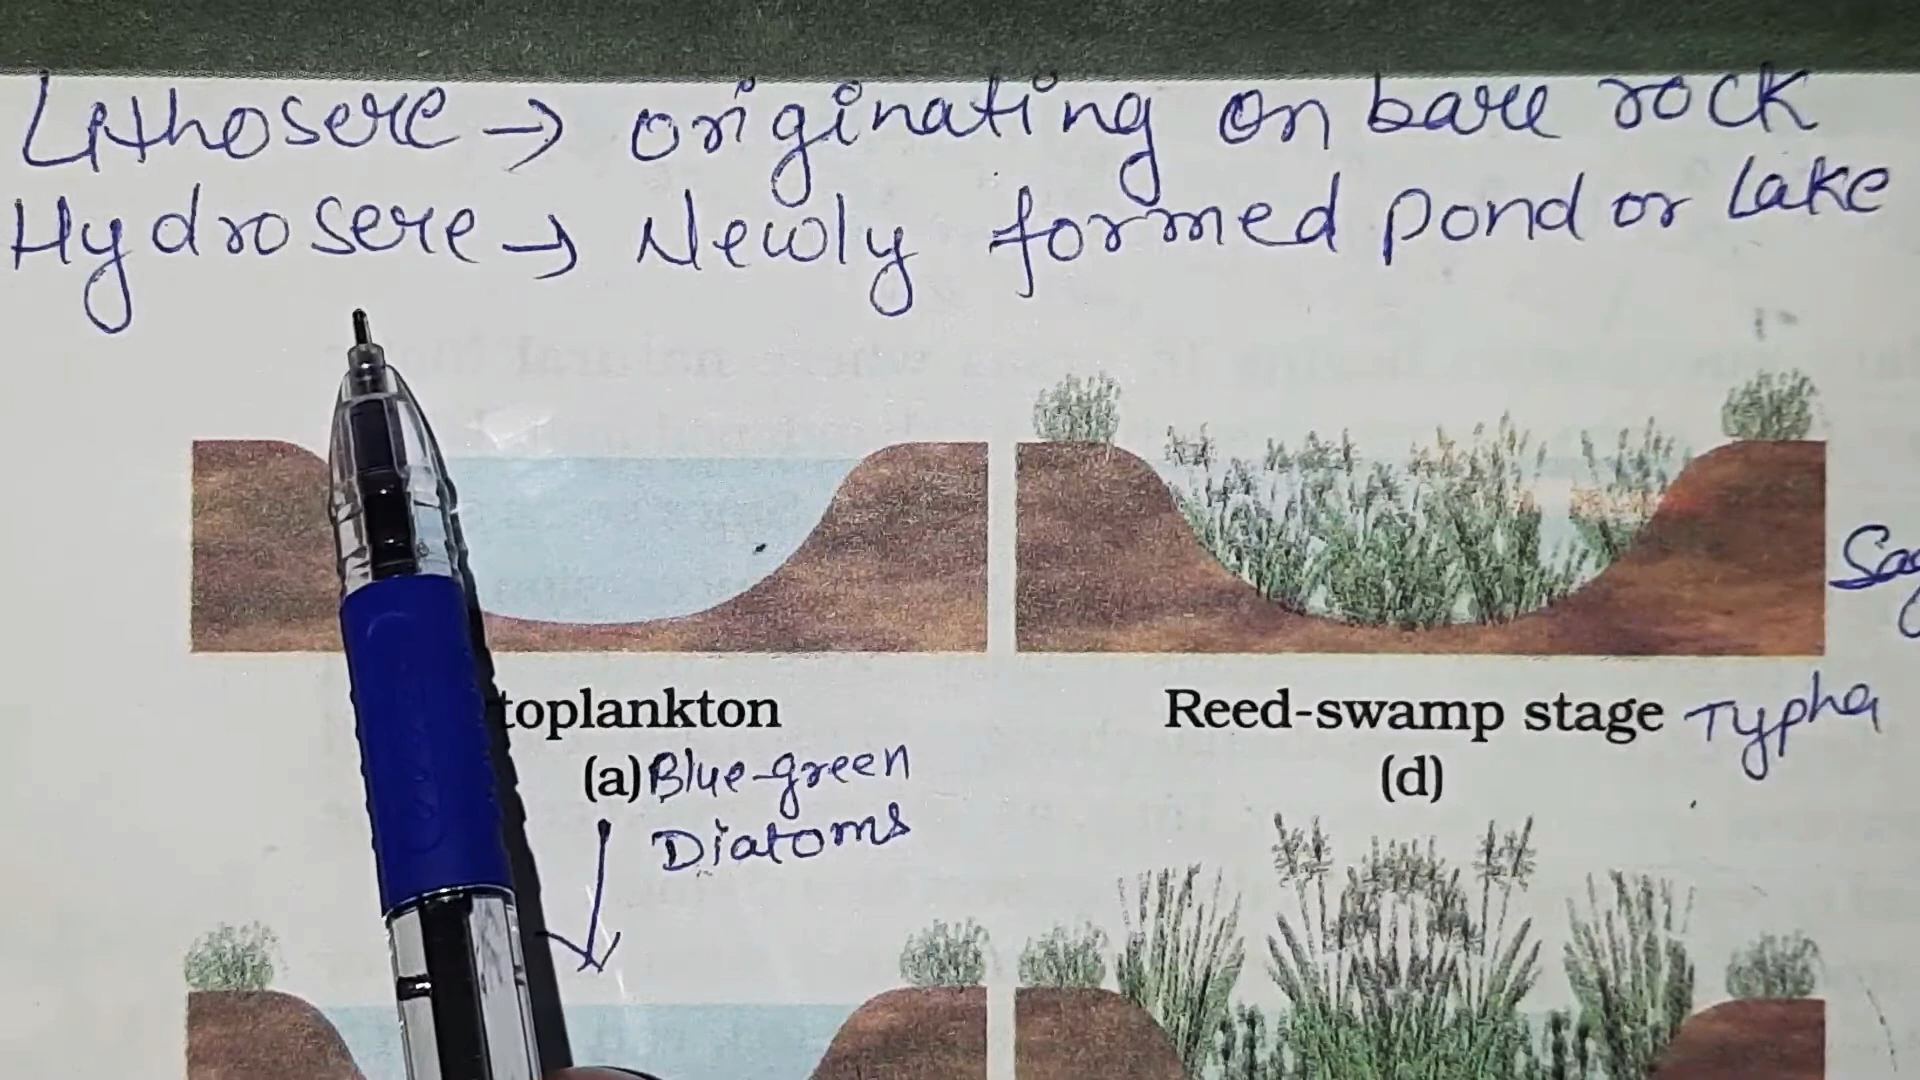 Lithosere → originating on bare rock
Hydrosere → Newly formed pond or Lake
toplankton
(a) Blue-green
Diatoms
Reed-swamp stage Typha
(d)